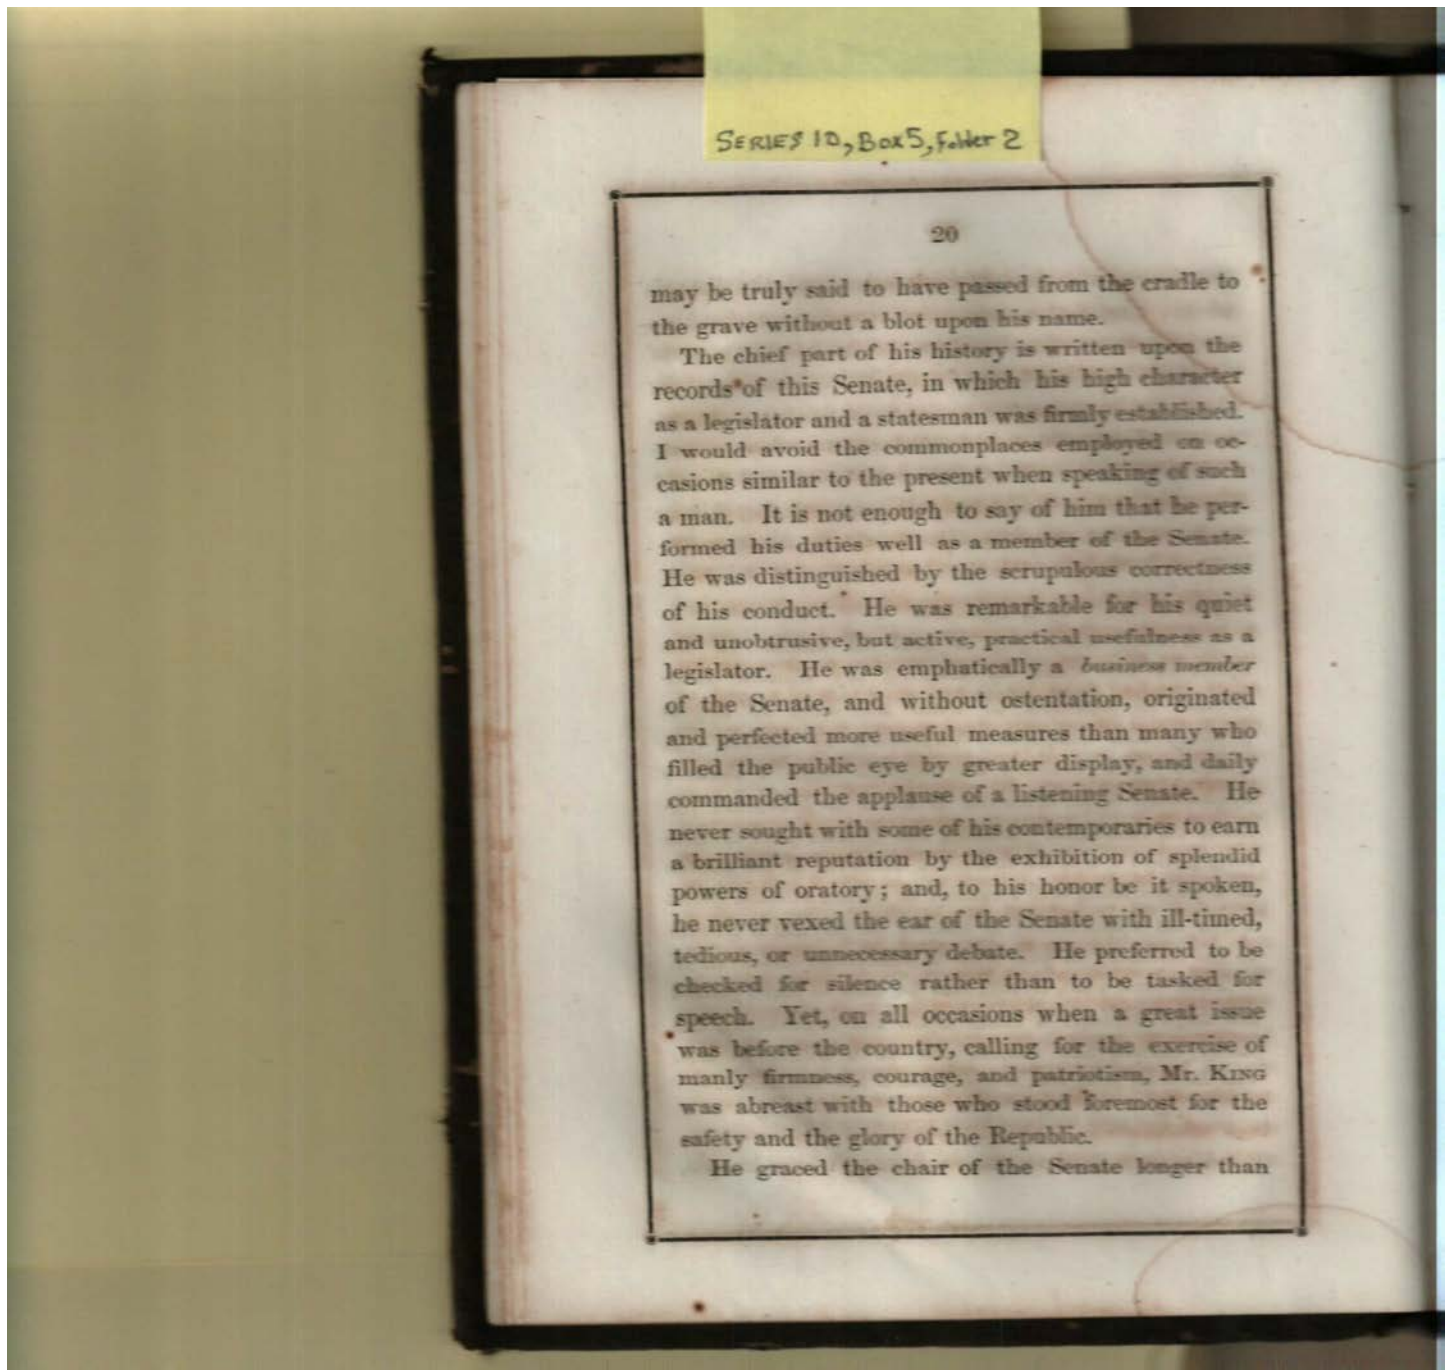 SERIES 1D, Box 5, Folder 2
20
may be truly said to have passed from the cradle to
the grave without a blot upon his name.
The chief part of his history is written upon the
records of this Senate, in which his high character
as a legislator and a statesman was firmly established.
I would avoid the commonplaces employed on oc-
casions similar to the present when speaking of such
a man. It is not enough to say of him that he per-
formed his duties well as a member of the Senate.
He was distinguished by the scrupulous correctness
of his conduct. He was remarkable for his quiet
and unobtrusive, but active, practical usefulness as a
legislator. He was emphatically a business member
of the Senate, and without ostentation, originated
and perfected more useful measures than many who
filled the public eye by greater display, and daily
commanded the applause of a listening Senate. He
never sought with some of his contemporaries to earn
a brilliant reputation by the exhibition of splendid
powers of oratory; and, to his honor be it spoken,
he never vexed the ear of the Senate with ill-timed,
tedious, or unnecessary debate. He preferred to be
checked for silence rather than to be tasked for
speech. Yet, on all occasions when a great issue
was before the country, calling for the exercise of
manly firmness, courage, and patriotism, Mr. KING
was abreast with those who stood foremost for the
safety and the glory of the Republic.
He graced the chair of the Senate longer than